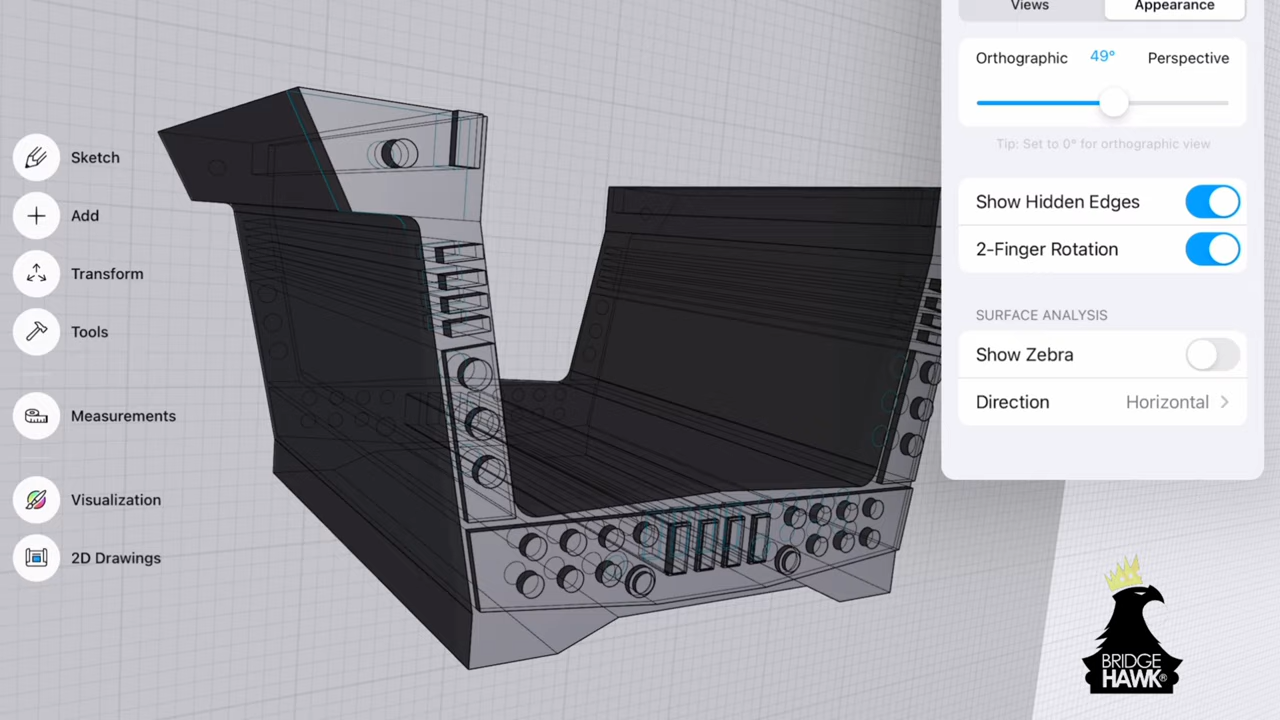 Views
Appearance
Orthographic 49° Perspective
Tip: Set to 0° for orthographic view
Show Hidden Edges
2-Finger Rotation
SURFACE ANALYSIS
Show Zebra
Direction Horizontal
Sketch
Add
Transform
Tools
Measurements
Visualization
2D Drawings
BRIDGE
HAWK®